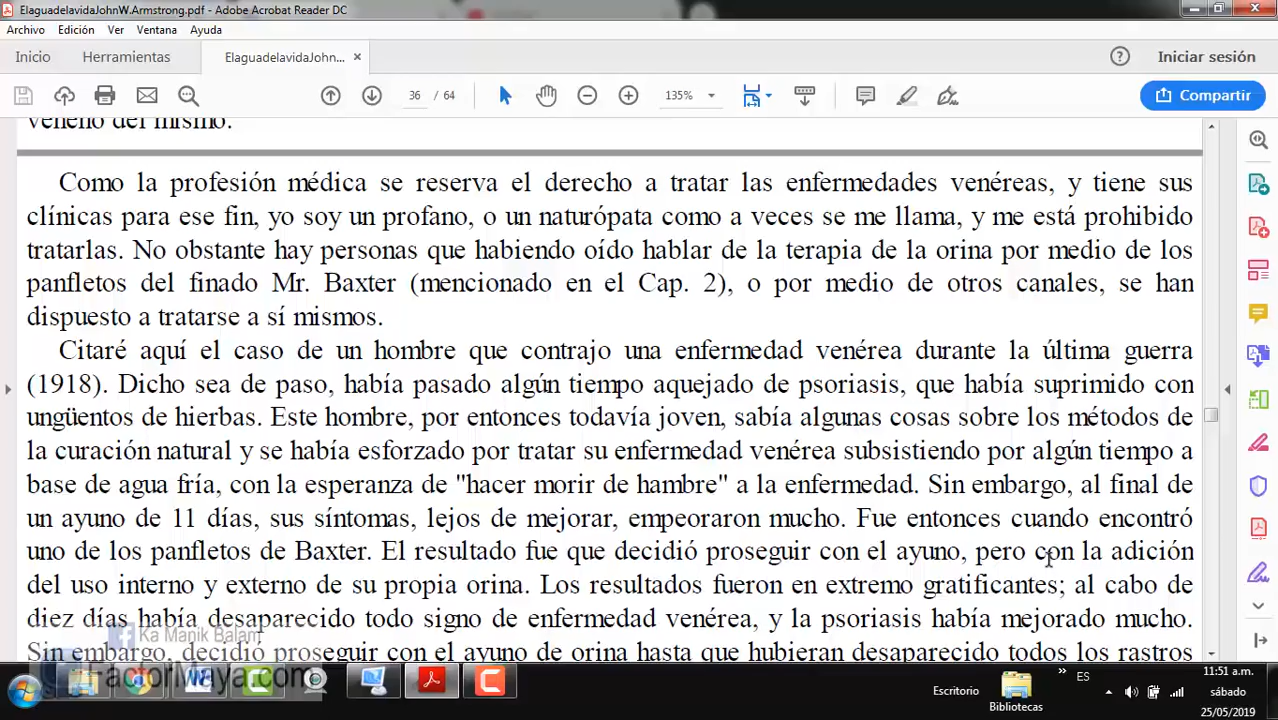 ElaguadelavidaJohnW.Armstrong.pdf - Adobe Acrobat Reader DC
Archivo Edición Ver Ventana Ayuda
Inicio Herramientas ElaguadelavidaJohn... × Iniciar sesión
36 / 64 135% Compartir
veneno del mismo.
Como la profesión médica se reserva el derecho a tratar las enfermedades venéreas, y tiene sus
clínicas para ese fin, yo soy un profano, o un naturópata como a veces se me llama, y me está prohibido
tratarlas. No obstante hay personas que habiendo oído hablar de la terapia de la orina por medio de los
panfletos del finado Mr. Baxter (mencionado en el Cap. 2), o por medio de otros canales, se han
dispuesto a tratarse a sí mismos.
Citaré aquí el caso de un hombre que contrajo una enfermedad venérea durante la última guerra
(1918). Dicho sea de paso, había pasado algún tiempo aquejado de psoriasis, que había suprimido con
ungüentos de hierbas. Este hombre, por entonces todavía joven, sabía algunas cosas sobre los métodos de
la curación natural y se había esforzado por tratar su enfermedad venérea subsistiendo por algún tiempo a
base de agua fría, con la esperanza de "hacer morir de hambre" a la enfermedad. Sin embargo, al final de
un ayuno de 11 días, sus síntomas, lejos de mejorar, empeoraron mucho. Fue entonces cuando encontró
uno de los panfletos de Baxter. El resultado fue que decidió proseguir con el ayuno, pero con la adición
del uso interno y externo de su propia orina. Los resultados fueron en extremo gratificantes; al cabo de
diez días había desaparecido todo signo de enfermedad venérea, y la psoriasis había mejorado mucho.
Ka Manik Balam
Sin embargo, decidió proseguir con el ayuno de orina hasta que hubieran desaparecido todos los rastros
FactorMaya.com
Escritorio Bibliotecas » ES
11:51 a.m.
sábado
25/05/2019